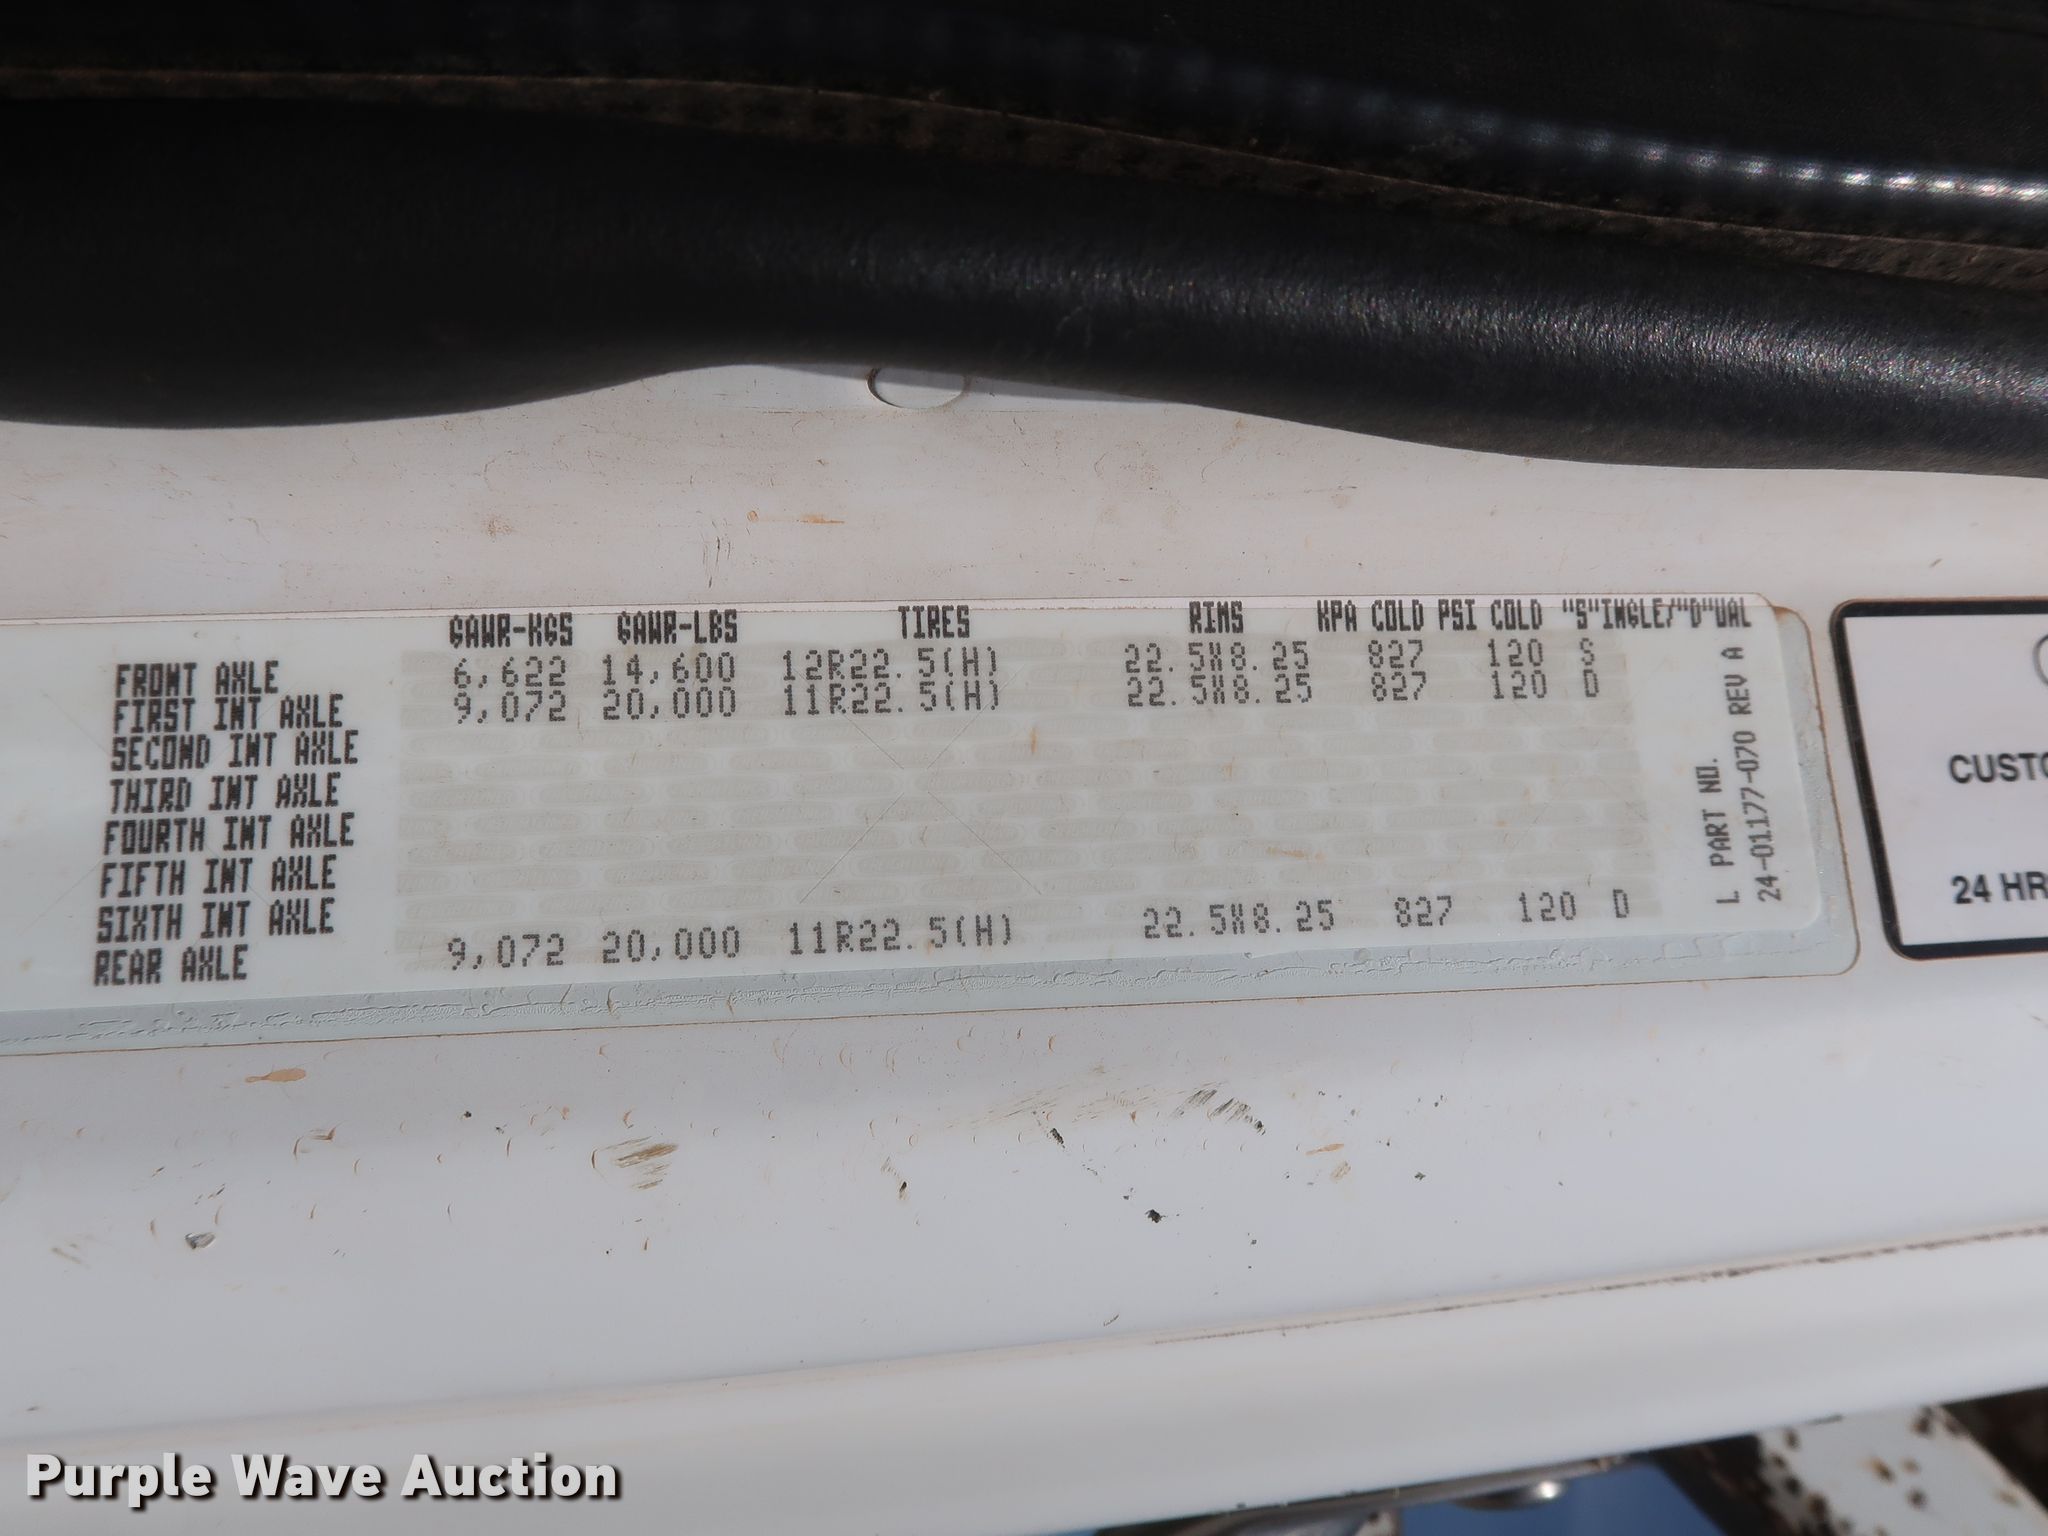 GAWR-KGS GAWR-LBS TIRES RIMS KPA COLD PSI COLD "S"INGLE/"D"UAL
FRONT AXLE 6,622 14,600 12R22.5(H) 22.5X8.25 827 120 S
FIRST INT AXLE 9,072 20,000 11R22.5(H) 22.5X8.25 827 120 D
SECOND INT AXLE
THIRD INT AXLE
FOURTH INT AXLE
FIFTH INT AXLE
SIXTH INT AXLE
REAR AXLE 9,072 20,000 11R22.5(H) 22.5X8.25 827 120 D
L PART NO.
24-01177-070 REV A
CUSTO
24 HR
Purple Wave Auction